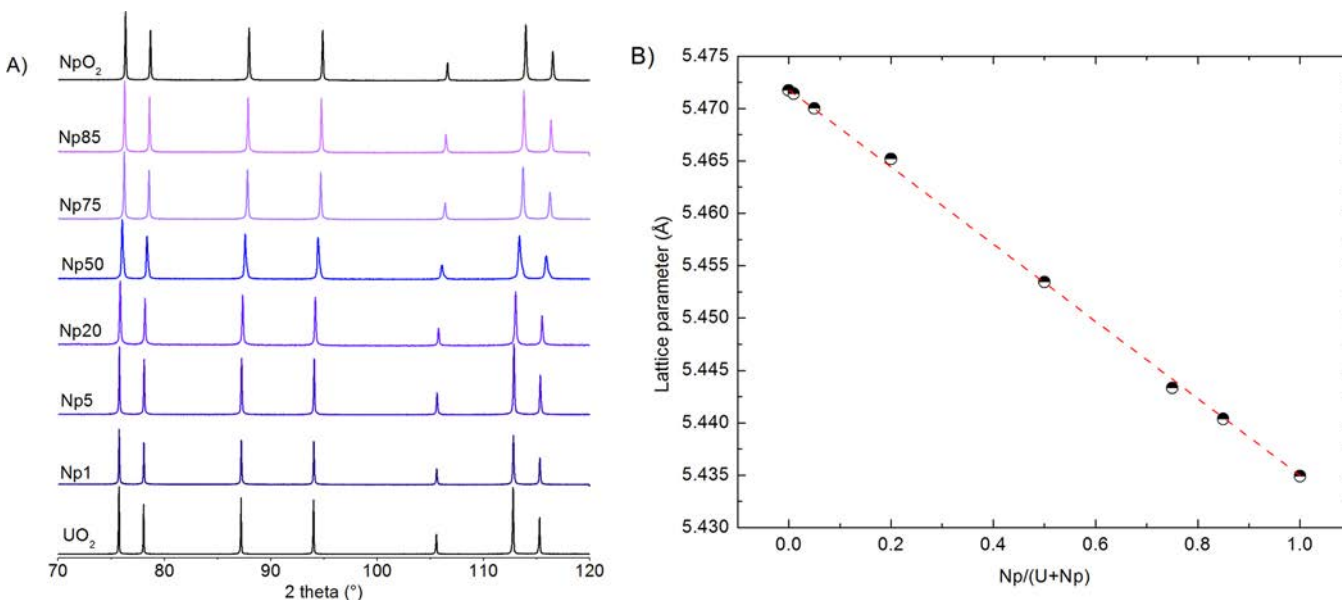 A)
NpO₂
Np85
Np75
Np50
Np20
Np5
Np1
UO₂
70 80 90 100 110 120
2 theta (°)
B)
5.475
5.470
5.465
5.460
5.455
5.450
5.445
5.440
5.435
5.430
Lattice parameter (Å)
0.0 0.2 0.4 0.6 0.8 1.0
Np/(U+Np)